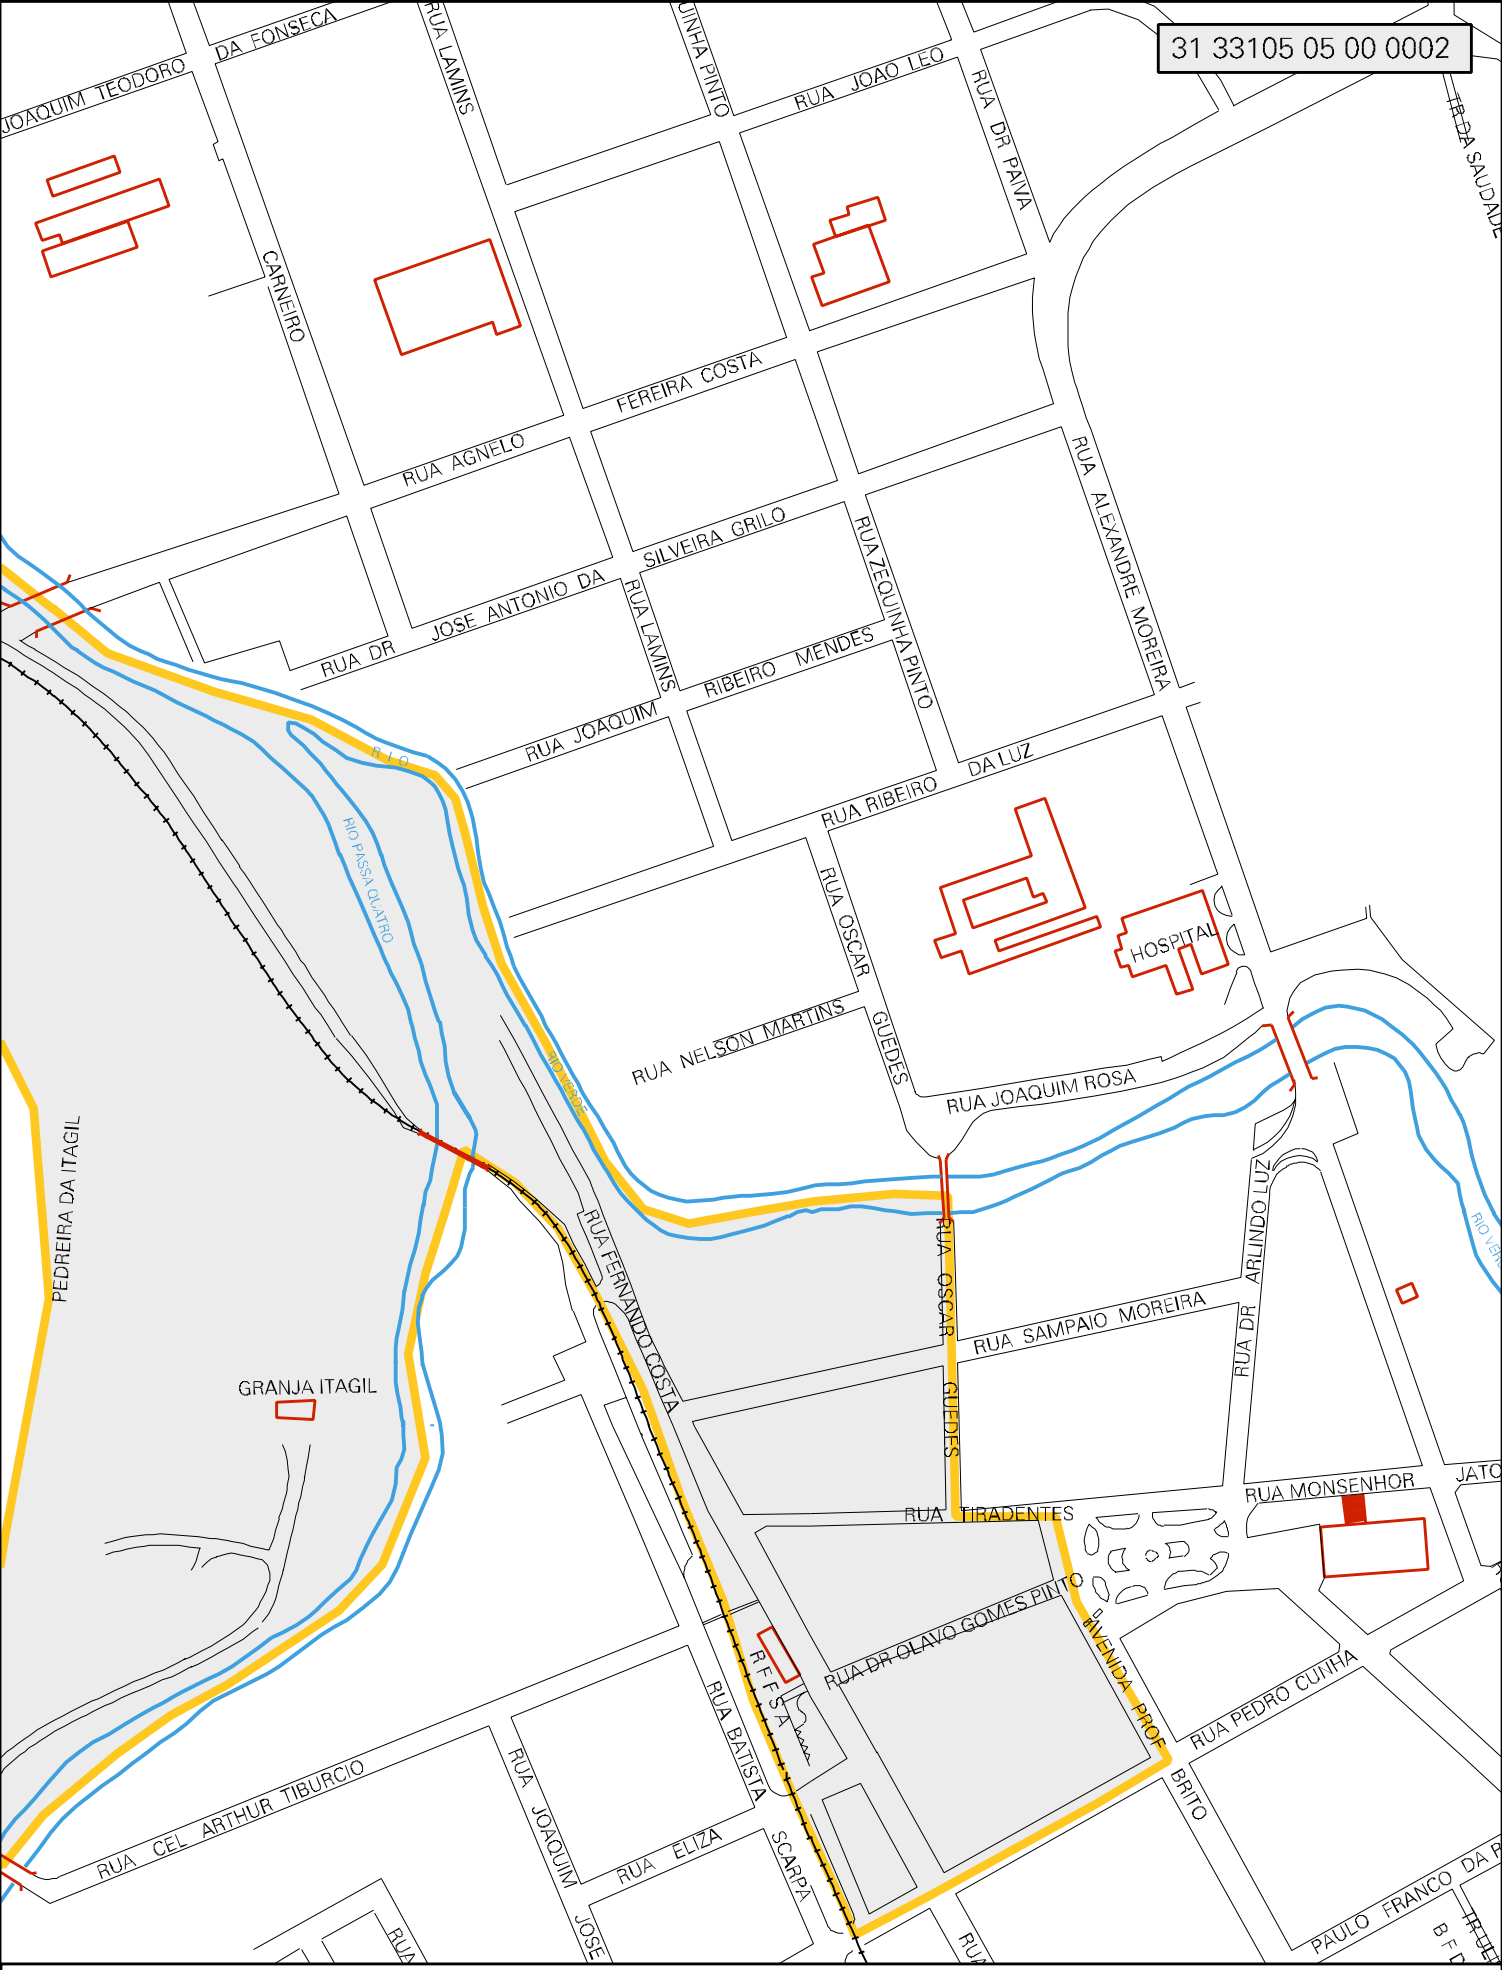 31 33105 05 00 0002
JOAQUIM TEODORO DA FONSECA
RUA LAMINS
UINHA PINTO
RUA JOAO LEO
RUA DR PAIVA
TR DA SAUDADE
CARNEIRO
RUA AGNELO FEREIRA COSTA
RUA DR JOSE ANTONIO DA SILVEIRA GRILO
RUA LAMINS
RUA ZEQUINHA PINTO
RUA ALEXANDRE MOREIRA
RUA JOAQUIM RIBEIRO MENDES
RIO
RUA RIBEIRO DA LUZ
RIO PASSA QUATRO
RUA OSCAR GUEDES
HOSPITAL
RUA NELSON MARTINS
RIO VERDE
RUA JOAQUIM ROSA
PEDREIRA DA ITAGIL
RUA FERNANDO COSTA
RUA OSCAR GUEDES
RUA SAMPAIO MOREIRA
RUA DR ARLINDO LUZ
RIO VER
GRANJA ITAGIL
RUA MONSENHOR
JATO
RUA TIRADENTES
RUA DR OLAVO GOMES PINTO
AVENIDA PROF BRITO
RUA PEDRO CUNHA
R F F S A
RUA BATISTA SCARPA
RUA CEL ARTHUR TIBURCIO
RUA JOAQUIM JOSE
RUA ELIZA
RUA
RUA
PAULO FRANCO DA R
B F D